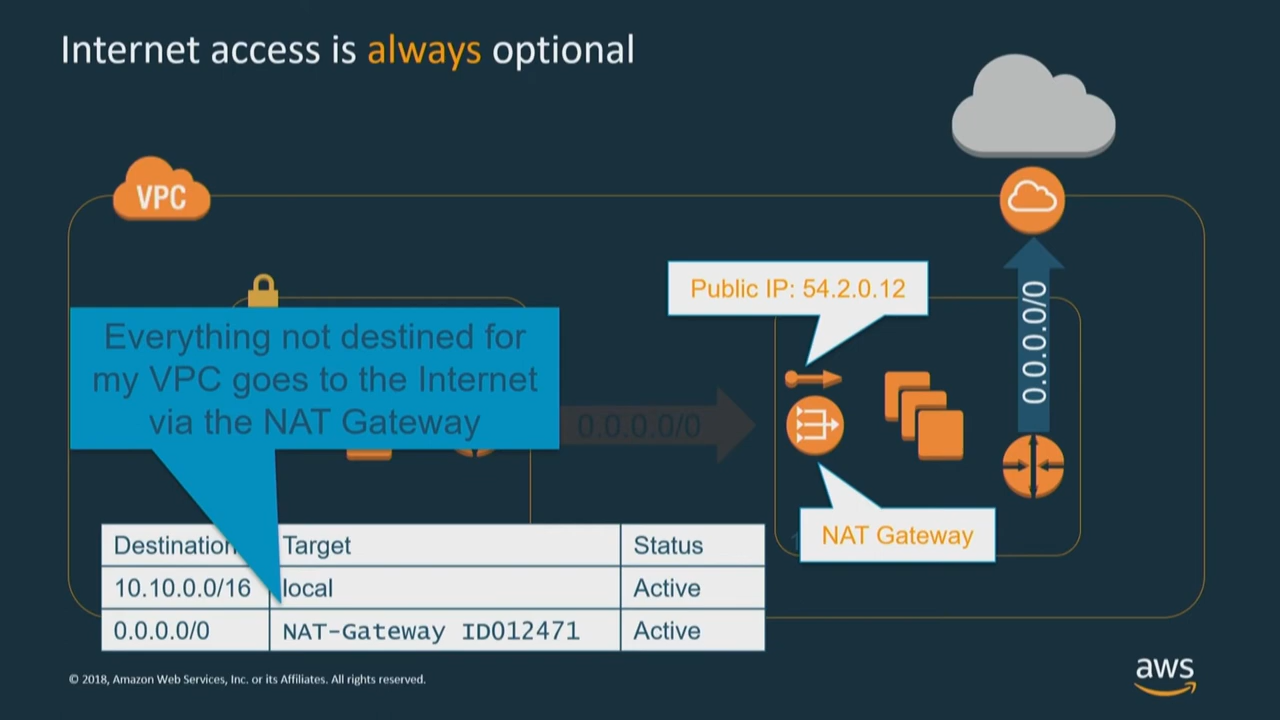 Internet access is always optional
VPC
Public IP: 54.2.0.12
0.0.0.0/0
Everything not destined for
my VPC goes to the Internet
via the NAT Gateway
0.0.0.0/0
NAT Gateway
Destination Target Status
10.10.0.0/16 local Active
0.0.0.0/0 NAT-Gateway ID012471 Active
© 2018, Amazon Web Services, Inc. or its Affiliates. All rights reserved.
aws